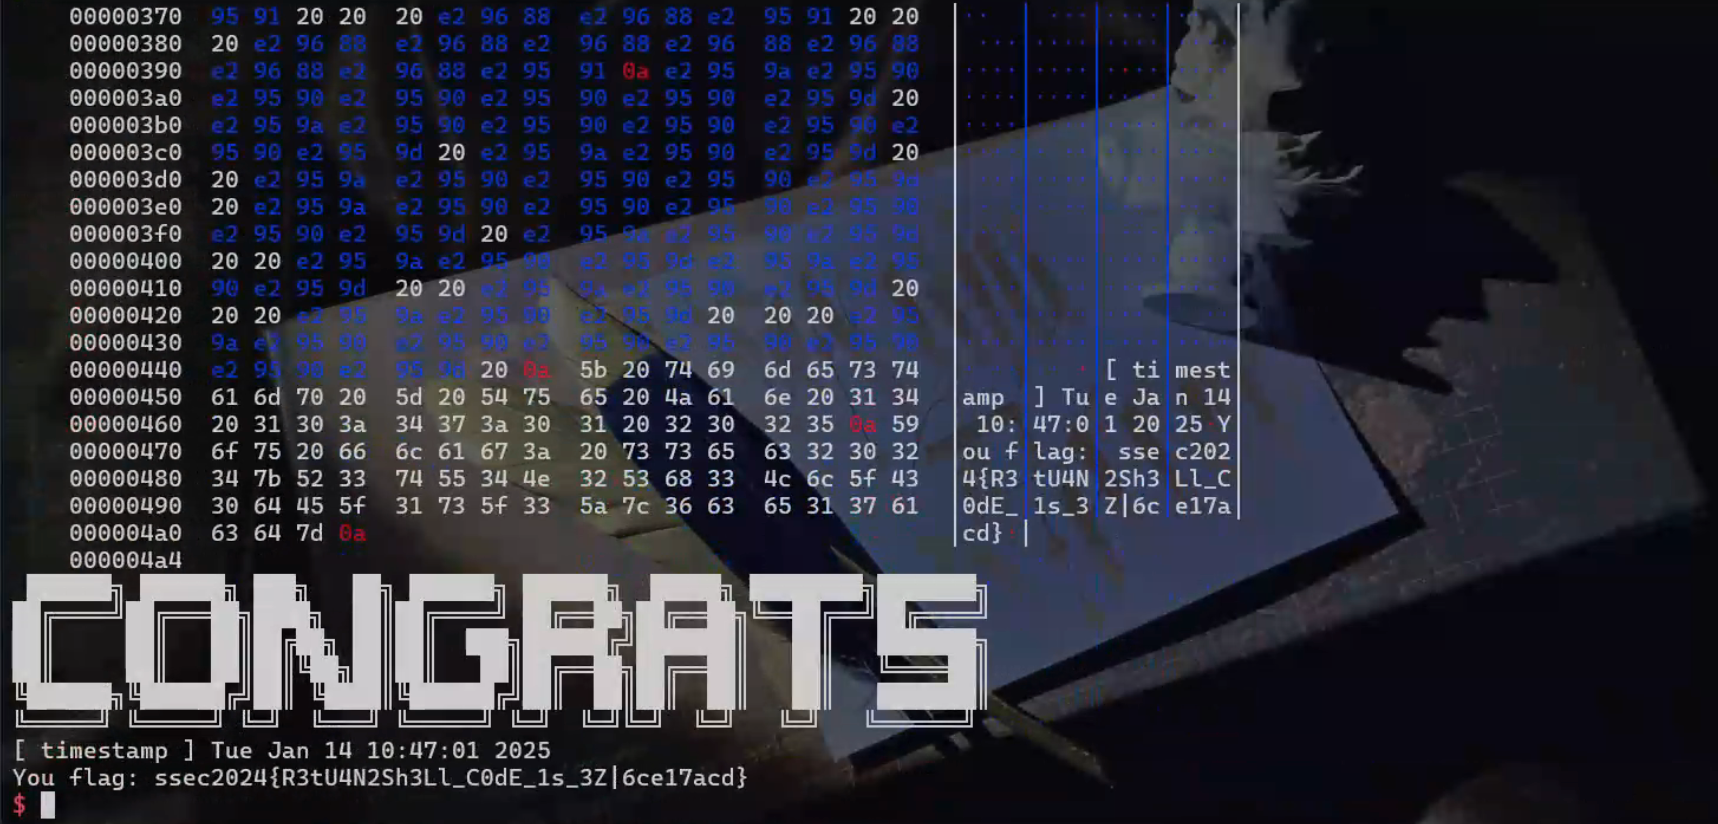 00000370 95 91 20 20 20 e2 96 88 e2 96 88 e2 95 91 20 20 |·· ···· ···· ····
00000380 20 e2 96 88 e2 96 88 e2 96 88 e2 96 88 e2 96 88 | ··· ···· ···· ····
00000390 e2 96 88 e2 96 88 e2 95 91 0a e2 95 9a e2 95 90
000003a0 e2 95 90 e2 95 90 e2 95 90 e2 95 90 e2 95 9d 20
000003b0 e2 95 9a e2 95 90 e2 95 90 e2 95 90 e2 95 90 e2
000003c0 95 90 e2 95 9d 20 e2 95 9a e2 95 90 e2 95 9d 20
000003d0 20 e2 95 9a e2 95 90 e2 95 90 e2 95 90 e2 95 9d
000003e0 20 e2 95 9a e2 95 90 e2 95 90 e2 95 90 e2 95 90
000003f0 e2 95 90 e2 95 9d 20 e2 95 9a e2 95 90 e2 95 9d
00000400 20 20 e2 95 9a e2 95 90 e2 95 9d e2 95 9a e2 95
00000410 90 e2 95 9d 20 20 e2 95 9a e2 95 90 e2 95 9d 20
00000420 20 20 e2 95 9a e2 95 90 e2 95 9d 20 20 20 e2 95
00000430 9a e2 95 90 e2 95 90 e2 95 90 e2 95 90 e2 95 90
00000440 e2 95 90 e2 95 9d 20 0a 5b 20 74 69 6d 65 73 74 [ ti mest
00000450 61 6d 70 20 5d 20 54 75 65 20 4a 61 6e 20 31 34 amp ] Tu e Ja n 14
00000460 20 31 30 3a 34 37 3a 30 31 20 32 30 32 35 0a 59 10: 47:0 1 20 25·Y
00000470 6f 75 20 66 6c 61 67 3a 20 73 73 65 63 32 30 32 ou f lag: sse c202
00000480 34 7b 52 33 74 55 34 4e 32 53 68 33 4c 6c 5f 43 4{R3 tU4N 2Sh3 Ll_C
00000490 30 64 45 5f 31 73 5f 33 5a 7c 36 63 65 31 37 61 0dE_ 1s_3 Z|6c e17a
000004a0 63 64 7d 0a cd}·
000004a4
CONGRATS
[ timestamp ] Tue Jan 14 10:47:01 2025
You flag: ssec2024{R3tU4N2Sh3Ll_C0dE_1s_3Z|6ce17acd}
$